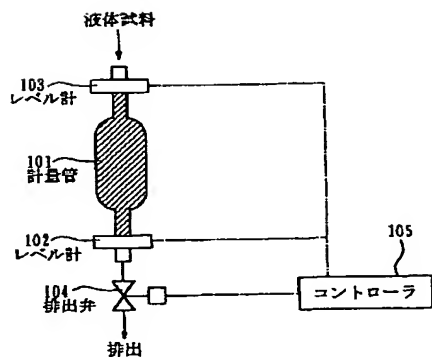 液体試料
103
レベル計
101
計量管
102
レベル計
104
排出弁
105
コントローラ
排出